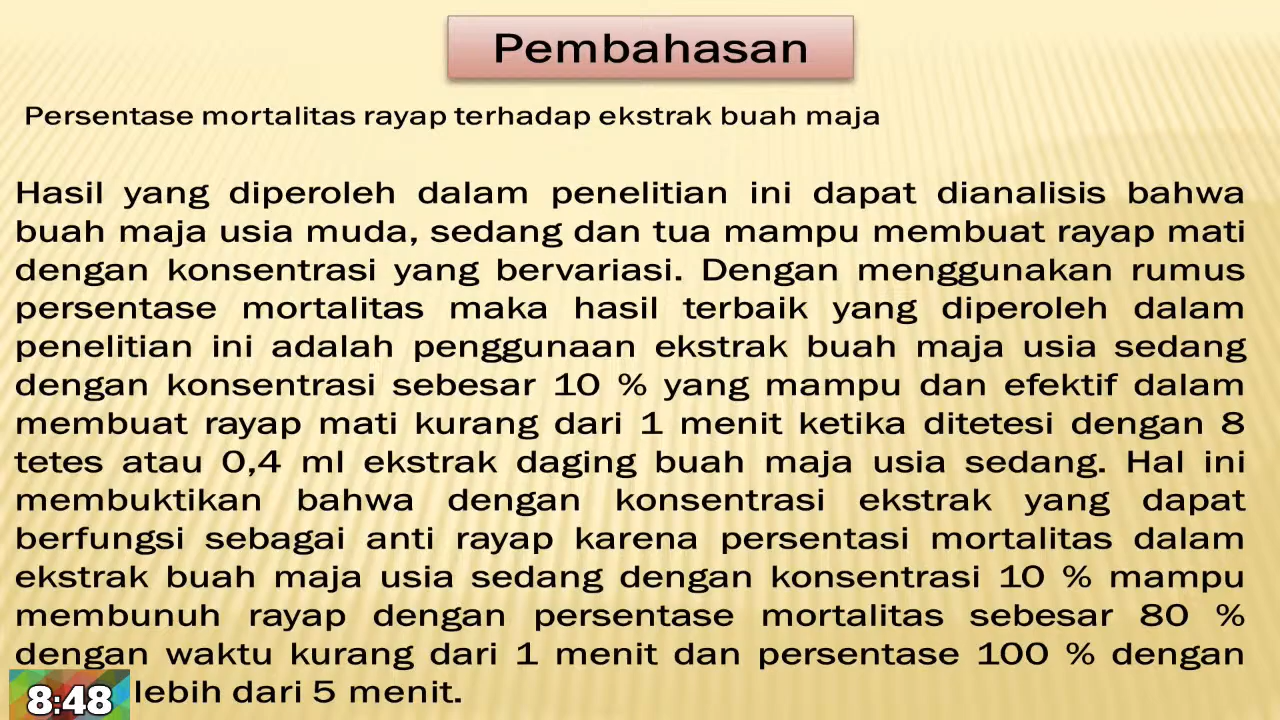 Pembahasan
Persentase mortalitas rayap terhadap ekstrak buah maja
Hasil yang diperoleh dalam penelitian ini dapat dianalisis bahwa
buah maja usia muda, sedang dan tua mampu membuat rayap mati
dengan konsentrasi yang bervariasi. Dengan menggunakan rumus
persentase mortalitas maka hasil terbaik yang diperoleh dalam
penelitian ini adalah penggunaan ekstrak buah maja usia sedang
dengan konsentrasi sebesar 10 % yang mampu dan efektif dalam
membuat rayap mati kurang dari 1 menit ketika ditetesi dengan 8
tetes atau 0,4 ml ekstrak daging buah maja usia sedang. Hal ini
membuktikan bahwa dengan konsentrasi ekstrak yang dapat
berfungsi sebagai anti rayap karena persentasi mortalitas dalam
ekstrak buah maja usia sedang dengan konsentrasi 10 % mampu
membunuh rayap dengan persentase mortalitas sebesar 80 %
dengan waktu kurang dari 1 menit dan persentase 100 % dengan
lebih dari 5 menit.
8:48